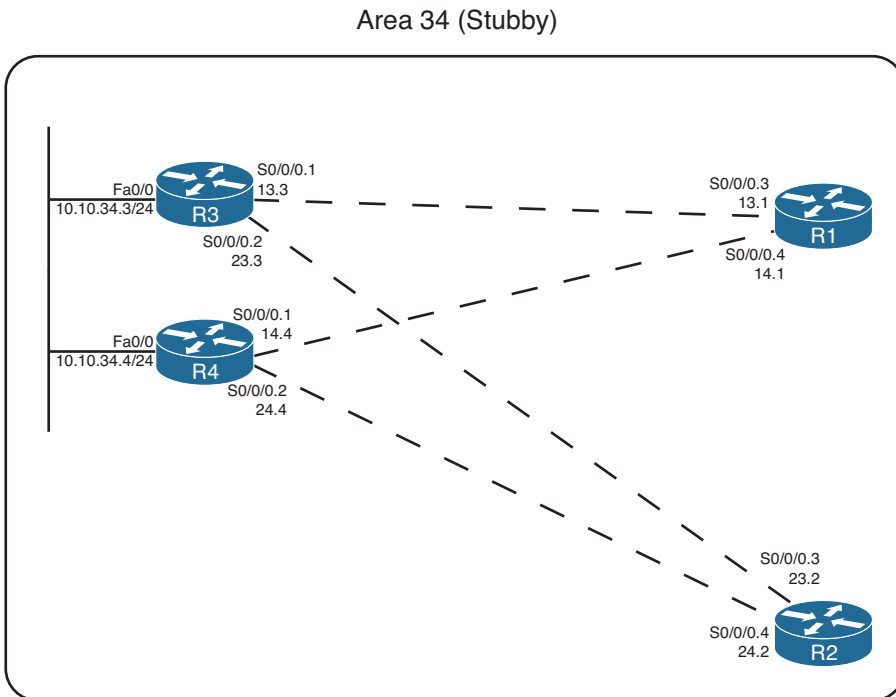 Area 34 (Stubby)
Fa0/0
10.10.34.3/24
R3
S0/0/0.1
13.3
S0/0/0.2
23.3
S0/0/0.3
13.1
R1
S0/0/0.4
14.1
Fa0/0
10.10.34.4/24
R4
S0/0/0.1
14.4
S0/0/0.2
24.4
S0/0/0.3
23.2
S0/0/0.4
24.2
R2